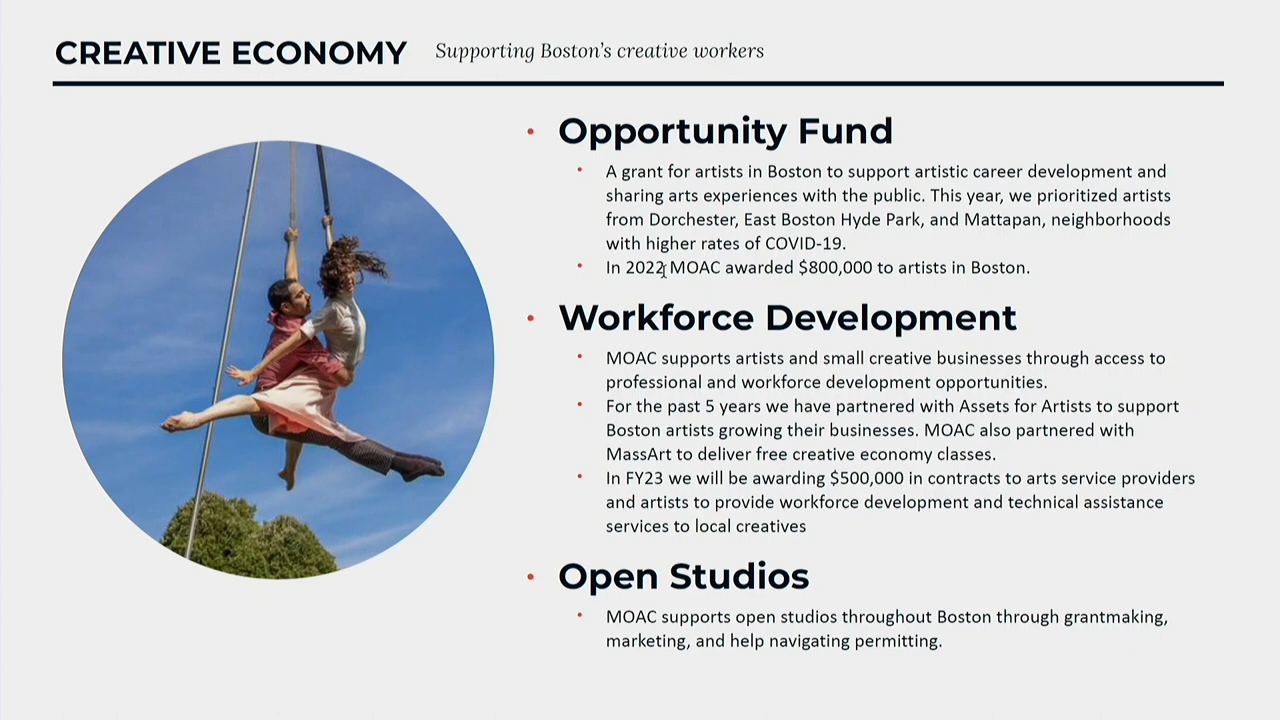 CREATIVE ECONOMY Supporting Boston's creative workers
• Opportunity Fund
• A grant for artists in Boston to support artistic career development and
sharing arts experiences with the public. This year, we prioritized artists
from Dorchester, East Boston Hyde Park, and Mattapan, neighborhoods
with higher rates of COVID-19.
• In 2022 MOAC awarded $800,000 to artists in Boston.
• Workforce Development
• MOAC supports artists and small creative businesses through access to
professional and workforce development opportunities.
• For the past 5 years we have partnered with Assets for Artists to support
Boston artists growing their businesses. MOAC also partnered with
MassArt to deliver free creative economy classes.
• In FY23 we will be awarding $500,000 in contracts to arts service providers
and artists to provide workforce development and technical assistance
services to local creatives
• Open Studios
• MOAC supports open studios throughout Boston through grantmaking,
marketing, and help navigating permitting.